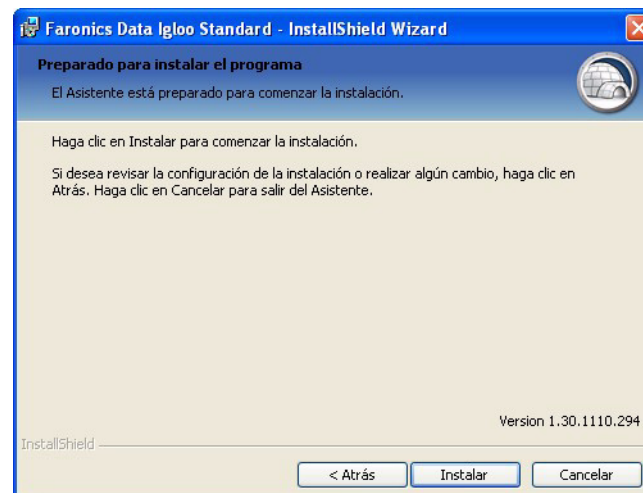 Faronics Data Igloo Standard - InstallShield Wizard
Preparado para instalar el programa
El Asistente está preparado para comenzar la instalación.
Haga clic en Instalar para comenzar la instalación.
Si desea revisar la configuración de la instalación o realizar algún cambio, haga clic en
Atrás. Haga clic en Cancelar para salir del Asistente.
Version 1.30.1110.294
InstallShield
< Atrás Instalar Cancelar